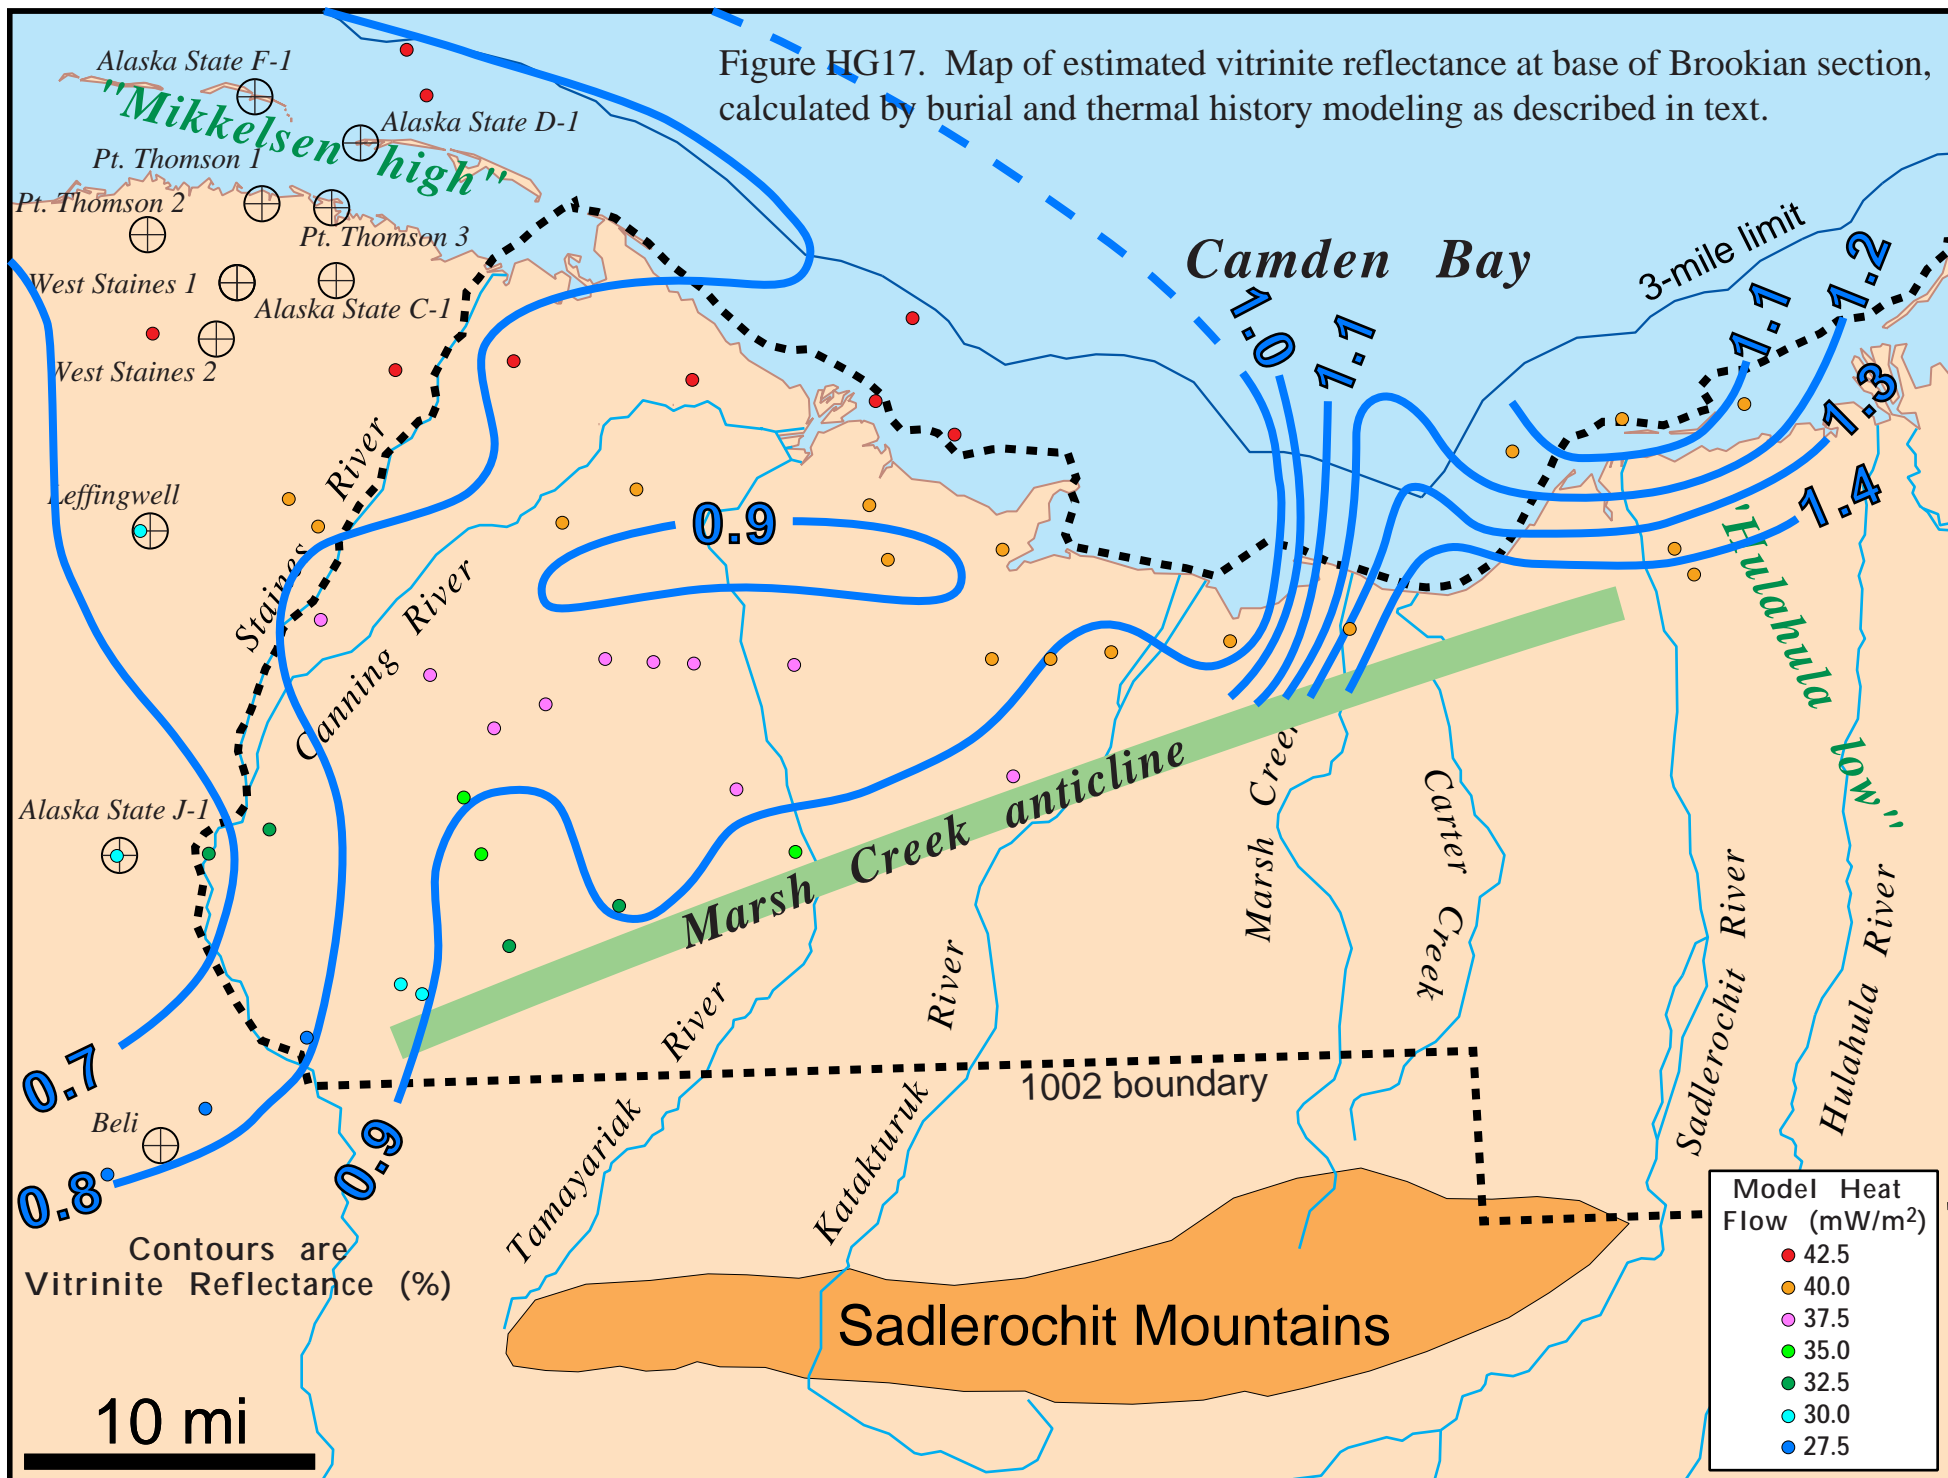 Figure HG17. Map of estimated vitrinite reflectance at base of Brookian section,
calculated by burial and thermal history modeling as described in text.
Alaska State F-1
"Mikkelsen high"
Alaska State D-1
Pt. Thomson 1
Pt. Thomson 2
Pt. Thomson 3
West Staines 1
Alaska State C-1
West Staines 2
Camden Bay
3-mile limit
1.0
1.1
1.1
1.2
1.3
1.4
Leffingwell
Staines River
Canning River
0.9
"Hulahula low"
Alaska State J-1
Marsh Creek anticline
Marsh Creek
Carter Creek
Sadlerochit River
Hulahula River
Tamayariak River
Katakturuk River
1002 boundary
0.7
Beli
0.8
0.9
Contours are
Vitrinite Reflectance (%)
Sadlerochit Mountains
10 mi
Model Heat
Flow (mW/m²)
42.5
40.0
37.5
35.0
32.5
30.0
27.5